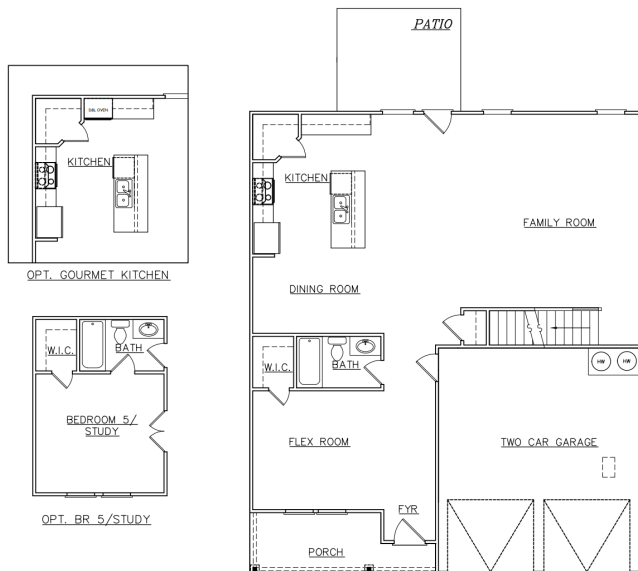 PATIO
DBL OVEN
KITCHEN
OPT. GOURMET KITCHEN
KITCHEN
FAMILY ROOM
DINING ROOM
W.I.C.
BATH
BEDROOM 5/
STUDY
OPT. BR 5/STUDY
W.I.C.
BATH
HW
HW
FLEX ROOM
TWO CAR GARAGE
FYR
PORCH